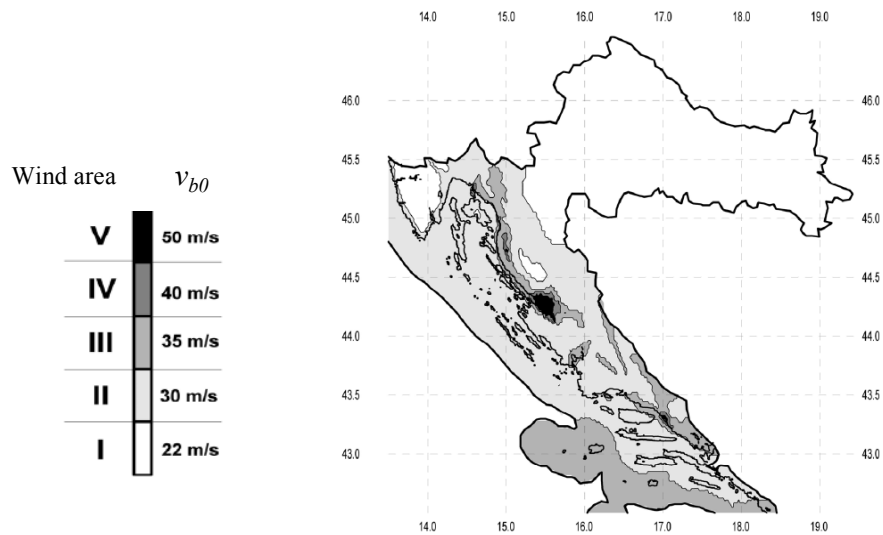 Wind area v_{b0}
V 50 m/s
IV 40 m/s
III 35 m/s
II 30 m/s
I 22 m/s
14.0 15.0 16.0 17.0 18.0 19.0
46.0 46.0
45.5 45.5
45.0 45.0
44.5 44.5
44.0 44.0
43.5 43.5
43.0 43.0
14.0 15.0 16.0 17.0 18.0 19.0